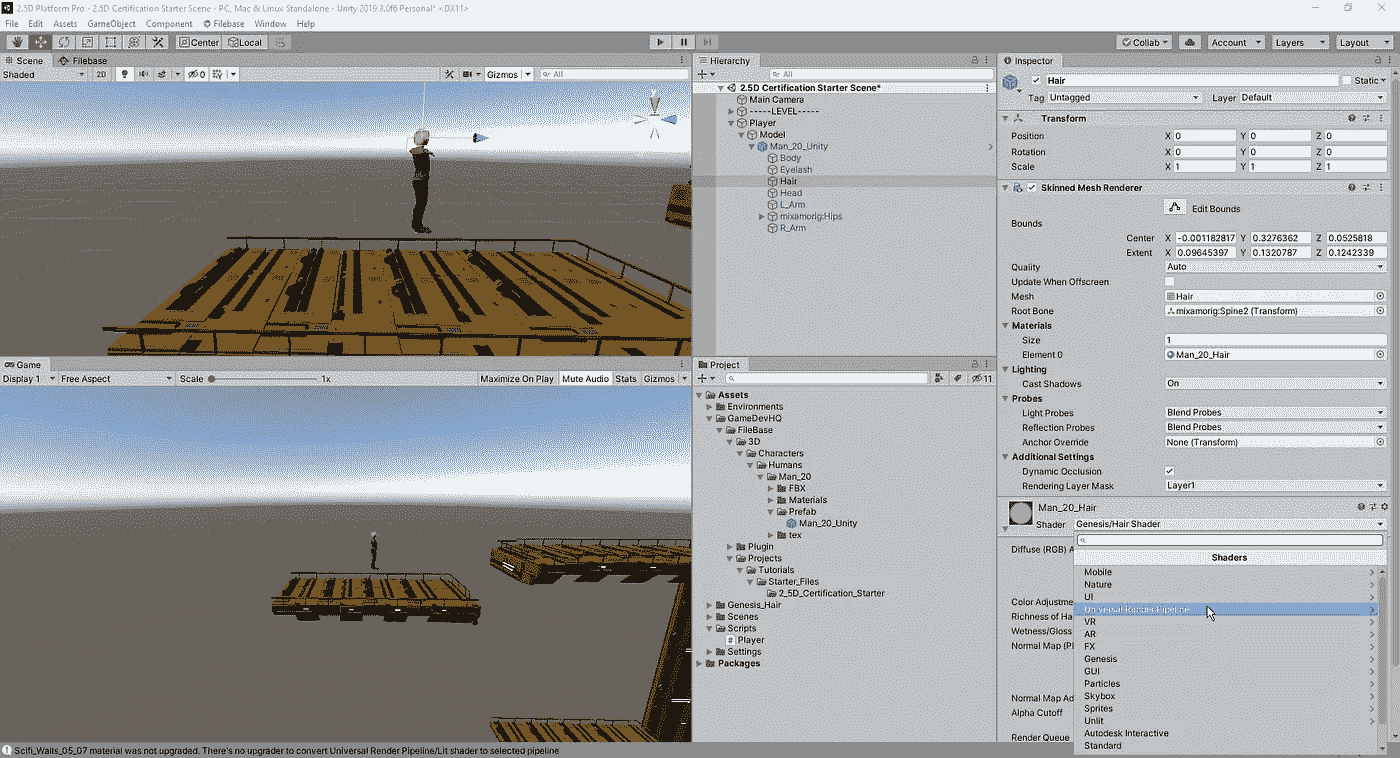 2.5D Platform Pro - 2.5D Certification Starter Scene - PC, Mac & Linux Standalone - Unity 2019.3.0f6 Personal* <DX11>
File Edit Assets GameObject Component Filebase Window Help
Center Local Collab Account Layers Layout
Scene Filebase
Shaded 2D 0 Gizmos All
Game
Display 1 Free Aspect Scale 1x Maximize On Play Mute Audio Stats Gizmos
Hierarchy
All
2.5D Certification Starter Scene*
Main Camera
-----LEVEL-----
Player
Model
Man_20_Unity
Body
Eyelash
Hair
Head
L_Arm
mixamorig:Hips
R_Arm
Project
11
Assets
Environments
GameDevHQ
FileBase
3D
Characters
Humans
Man_20
FBX
Materials
Prefab
Man_20_Unity
tex
Plugin
Projects
Tutorials
Starter_Files
2_5D_Certification_Starter
Genesis_Hair
Scenes
Scripts
Player
Settings
Packages
Inspector
Hair Static
Tag Untagged Layer Default
Transform
Position X 0 Y 0 Z 0
Rotation X 0 Y 0 Z 0
Scale X 1 Y 1 Z 1
Skinned Mesh Renderer
Edit Bounds
Bounds
Center X -0.001182817 Y 0.3276362 Z 0.0525818
Extent X 0.09645397 Y 0.1320787 Z 0.1242339
Quality Auto
Update When Offscreen
Mesh Hair
Root Bone mixamorig:Spine2 (Transform)
Materials
Size 1
Element 0 Man_20_Hair
Lighting
Cast Shadows On
Probes
Light Probes Blend Probes
Reflection Probes Blend Probes
Anchor Override None (Transform)
Additional Settings
Dynamic Occlusion
Rendering Layer Mask Layer1
Man_20_Hair
Shader Genesis/Hair Shader
Diffuse (RGB) A
Color Adjustme
Richness of Ha
Wetness/Gloss
Normal Map (Pl
Normal Map Ad
Alpha Cutoff
Render Queue
Shaders
Mobile
Nature
UI
Universal Render Pipeline
VR
AR
FX
Genesis
GUI
Particles
Skybox
Sprites
Unlit
Autodesk Interactive
Standard
Scifi_Walls_05_07 material was not upgraded. There's no upgrader to convert Universal Render Pipeline/Lit shader to selected pipeline